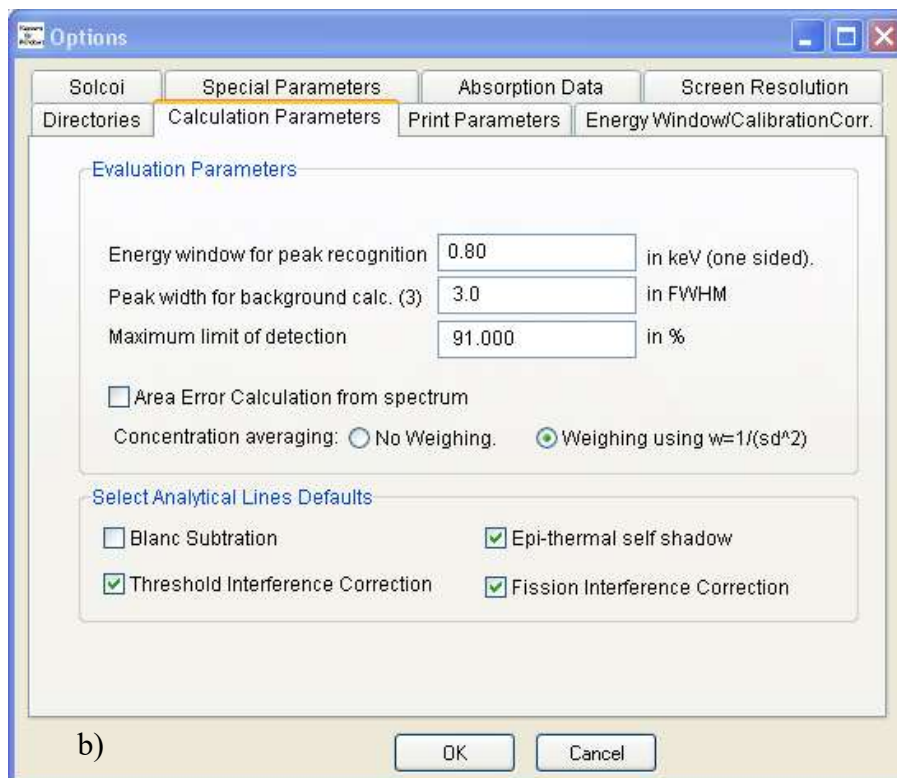 Options
Solcoi Special Parameters Absorption Data Screen Resolution
Directories Calculation Parameters Print Parameters Energy Window/CalibrationCorr.
Evaluation Parameters
Energy window for peak recognition 0.80 in keV (one sided).
Peak width for background calc. (3) 3.0 in FWHM
Maximum limit of detection 91.000 in %
Area Error Calculation from spectrum
Concentration averaging: No Weighing. Weighing using w=1/(sd^2)
Select Analytical Lines Defaults
Blanc Subtration Epi-thermal self shadow
Threshold Interference Correction Fission Interference Correction
b) OK Cancel